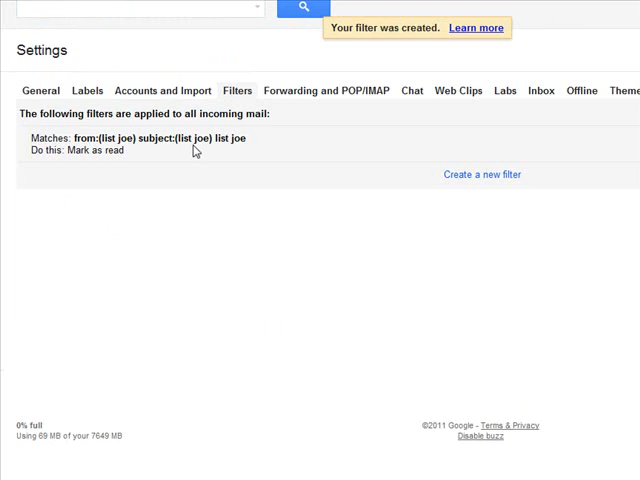 Your filter was created. Learn more
Settings
General Labels Accounts and Import Filters Forwarding and POP/IMAP Chat Web Clips Labs Inbox Offline Theme
The following filters are applied to all incoming mail:
Matches: from:(list joe) subject:(list joe) list joe
Do this: Mark as read
Create a new filter
0% full
Using 69 MB of your 7649 MB
©2011 Google - Terms & Privacy
Disable buzz